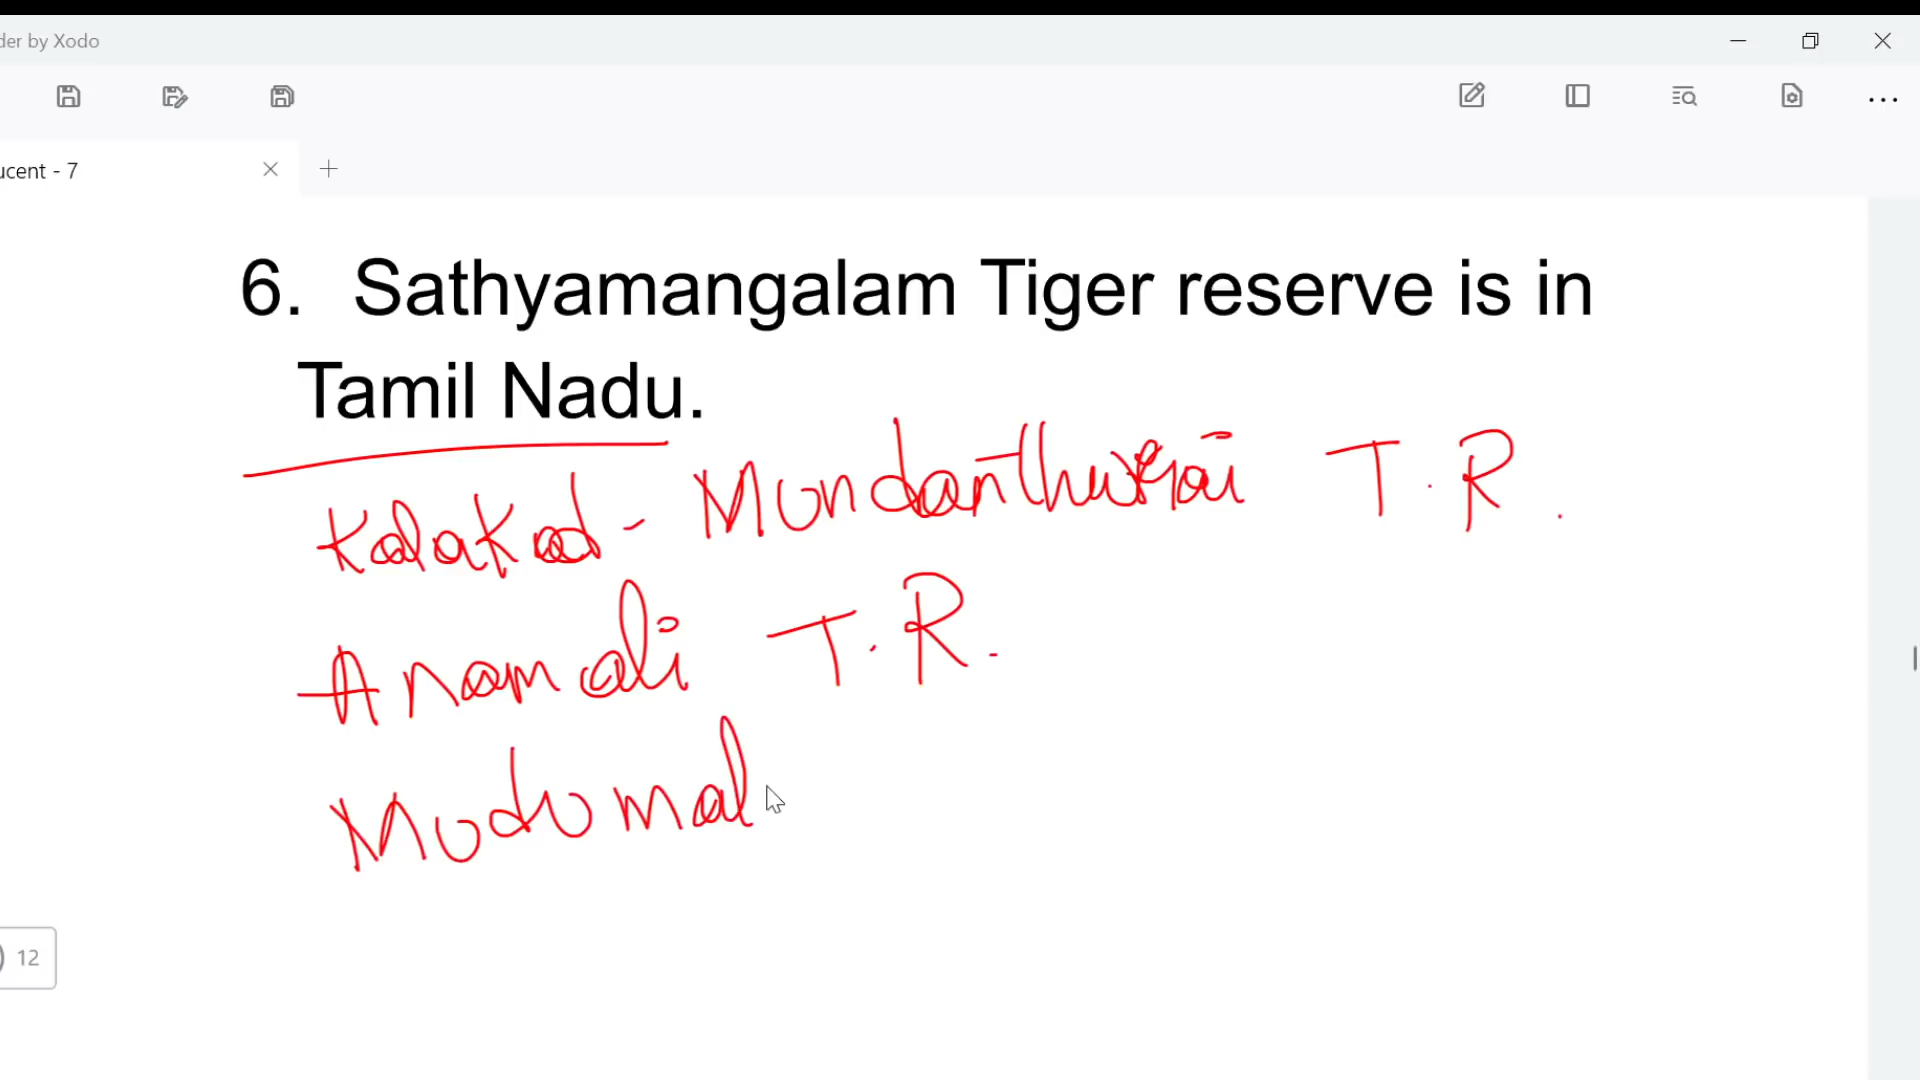 der by Xodo
ucent - 7
6. Sathyamangalam Tiger reserve is in
Tamil Nadu.
Kalakad - Mundanthurai T.R.
Anamali T.R.
Mudumal
12